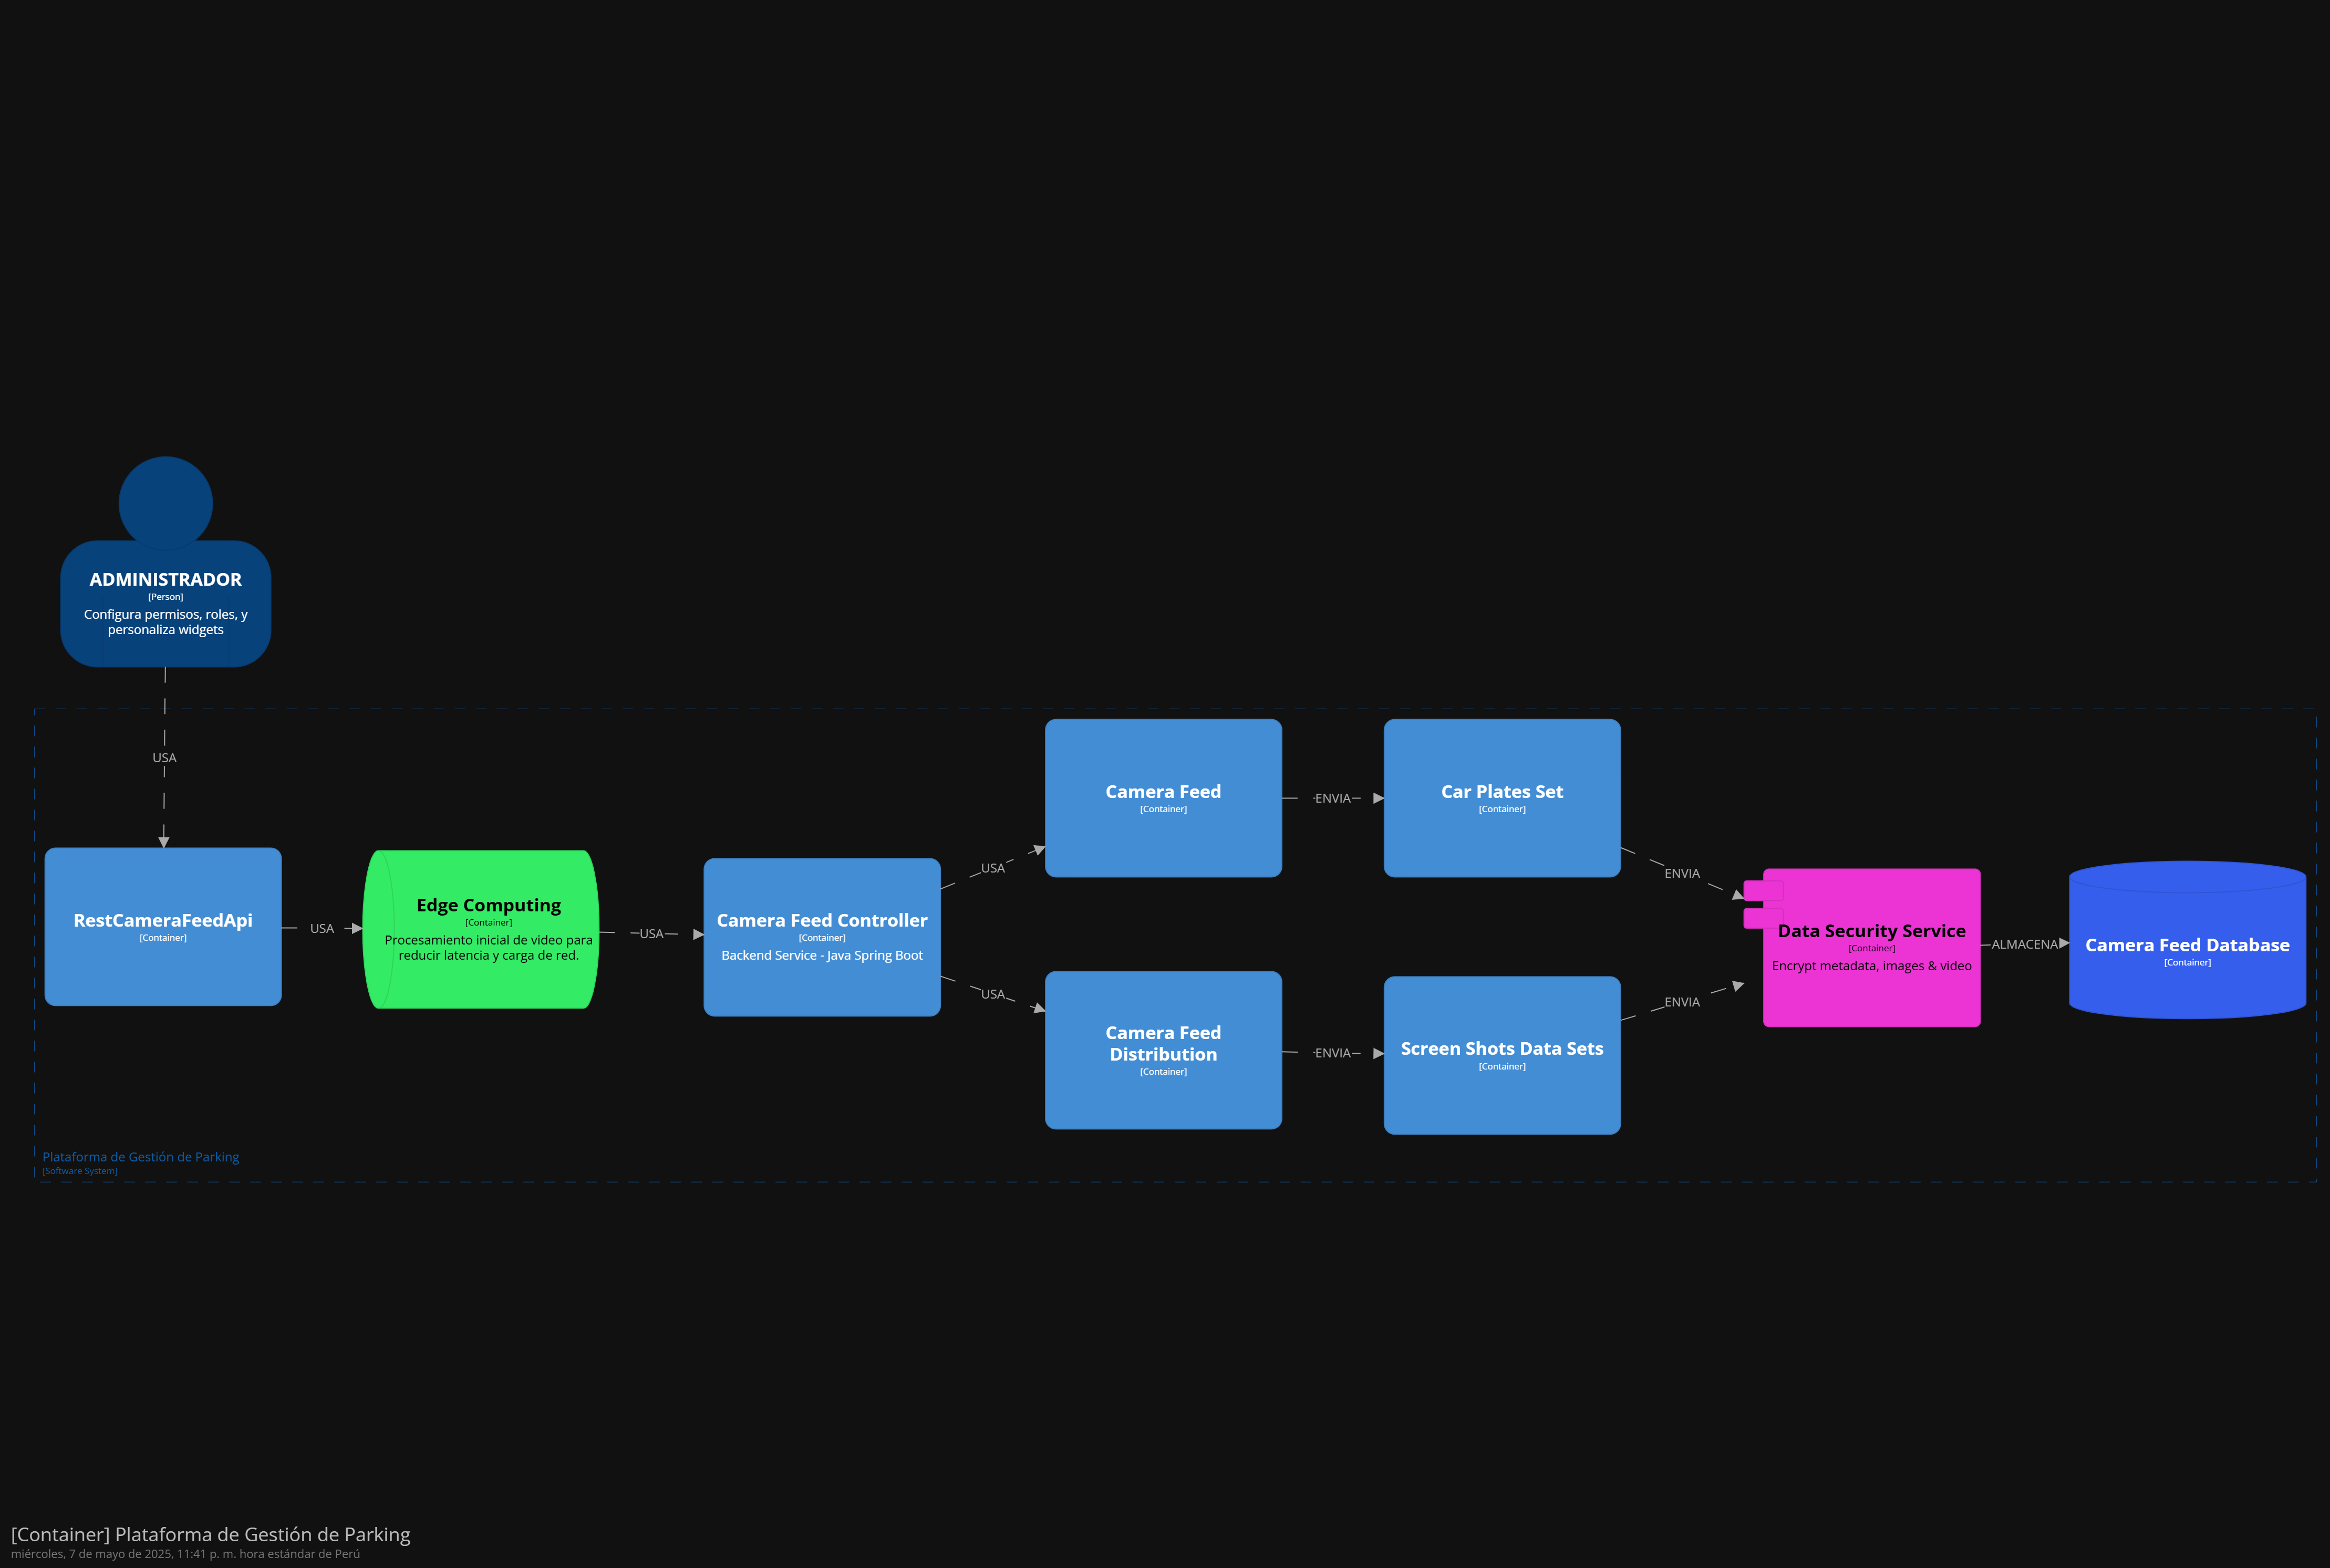 ADMINISTRADOR
[Person]
Configura permisos, roles, y
personaliza widgets
USA
RestCameraFeedApi
[Container]
USA
Edge Computing
[Container]
Procesamiento inicial de video para
reducir latencia y carga de red.
USA
Camera Feed Controller
[Container]
Backend Service - Java Spring Boot
USA
USA
Camera Feed
[Container]
ENVIA
Car Plates Set
[Container]
ENVIA
Camera Feed
Distribution
[Container]
ENVIA
Screen Shots Data Sets
[Container]
ENVIA
Data Security Service
[Container]
Encrypt metadata, images & video
ALMACENA
Camera Feed Database
[Container]
Plataforma de Gestión de Parking
[Software System]
[Container] Plataforma de Gestión de Parking
miércoles, 7 de mayo de 2025, 11:41 p. m. hora estándar de Perú